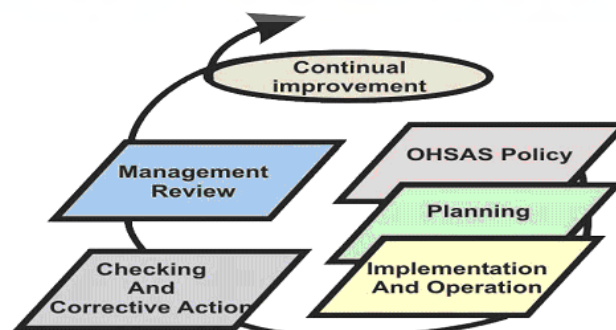 Continual
improvement
OHSAS Policy
Management
Review
Planning
Checking
And
Corrective Action
Implementation
And Operation